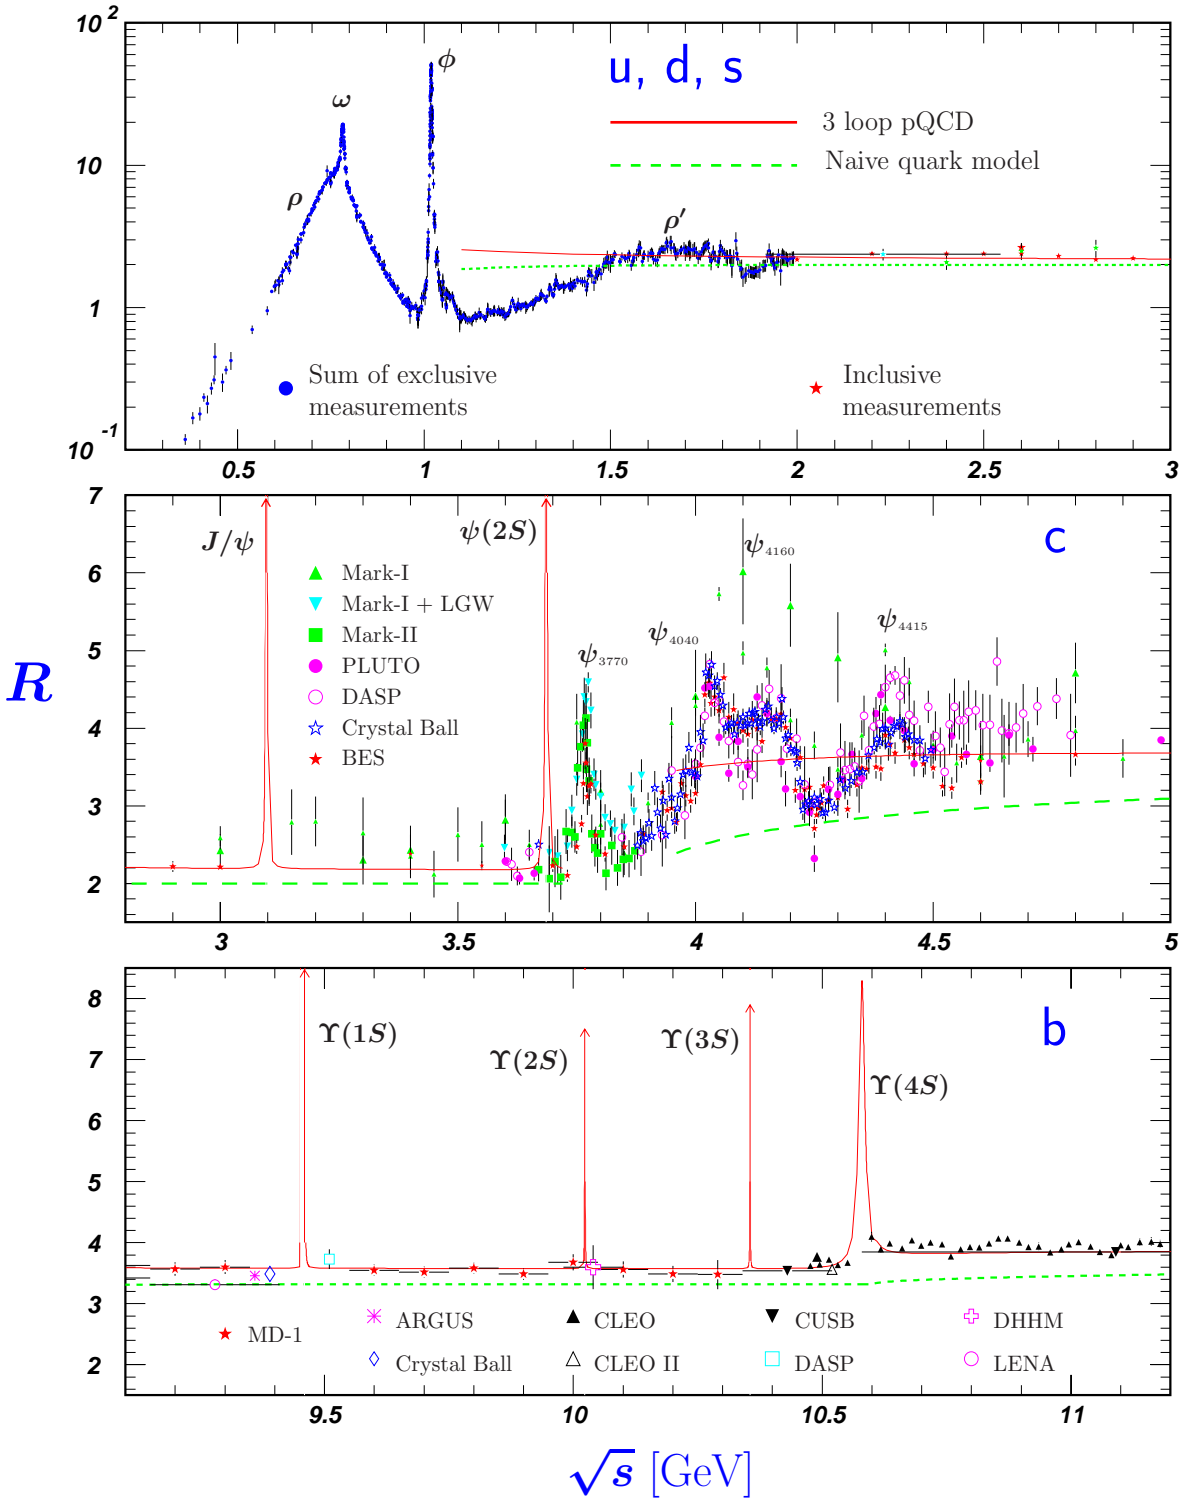 10²
10
1
10⁻¹
ϕ
ω
ρ
ρ′
u, d, s
3 loop pQCD
Naive quark model
Sum of exclusive
measurements
Inclusive
measurements
0.5 1 1.5 2 2.5 3
R
7
6
5
4
3
2
J/ψ
ψ(2S)
ψ₃₇₇₀
ψ₄₀₄₀
ψ₄₁₆₀
ψ₄₄₁₅
c
Mark-I
Mark-I + LGW
Mark-II
PLUTO
DASP
Crystal Ball
BES
3 3.5 4 4.5 5
8
7
6
5
4
3
2
ϒ(1S)
ϒ(2S)
ϒ(3S)
ϒ(4S)
b
MD-1
ARGUS
Crystal Ball
CLEO
CLEO II
CUSB
DASP
DHHM
LENA
9.5 10 10.5 11
√s [GeV]